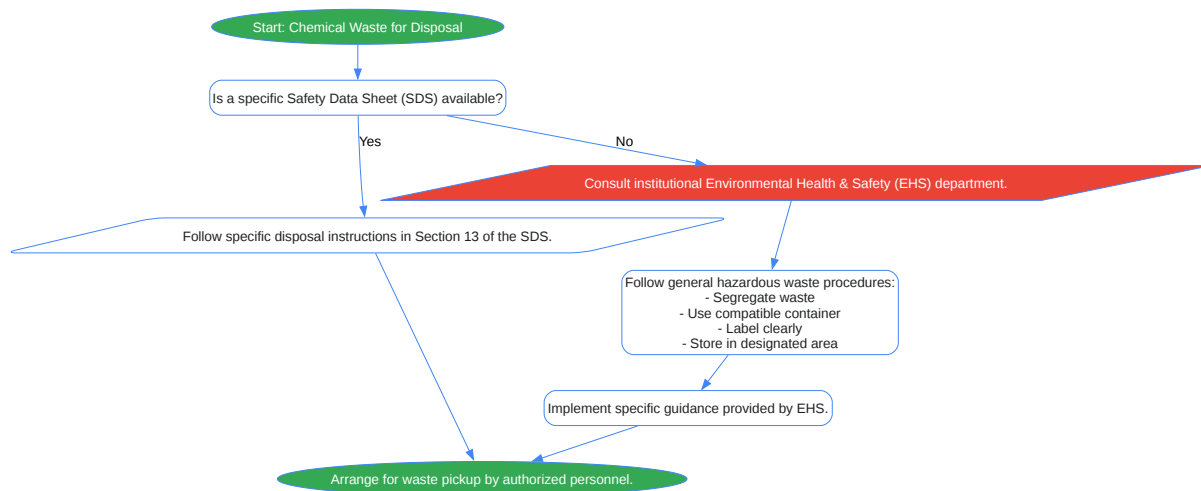 Start: Chemical Waste for Disposal
Is a specific Safety Data Sheet (SDS) available?
Yes
No
Consult institutional Environmental Health & Safety (EHS) department.
Follow specific disposal instructions in Section 13 of the SDS.
Follow general hazardous waste procedures:
- Segregate waste
- Use compatible container
- Label clearly
- Store in designated area
Implement specific guidance provided by EHS.
Arrange for waste pickup by authorized personnel.